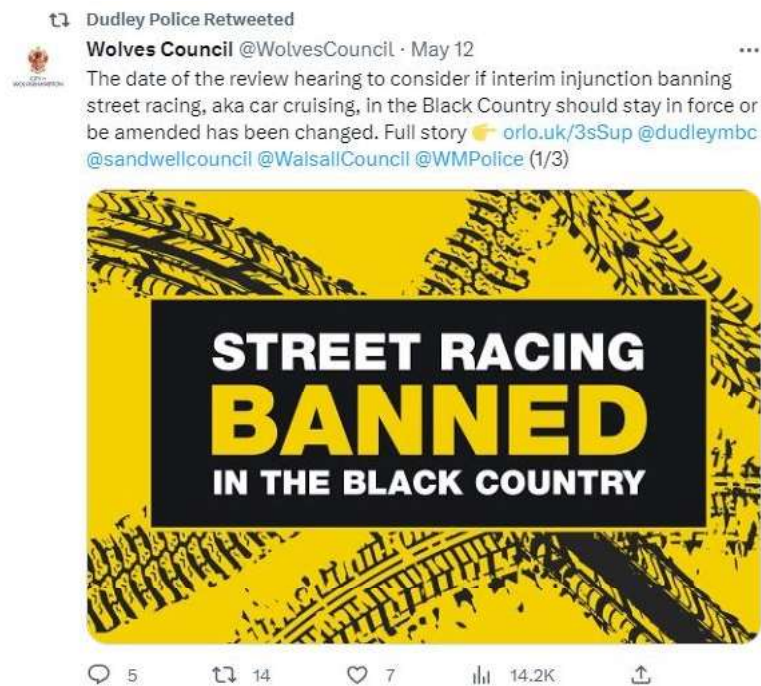 Dudley Police Retweeted
Wolves Council @WolvesCouncil · May 12
The date of the review hearing to consider if interim injunction banning
street racing, aka car cruising, in the Black Country should stay in force or
be amended has been changed. Full story 👉 orlo.uk/3sSup @dudleymbc
@sandwellcouncil @WalsallCouncil @WMPolice (1/3)
STREET RACING
BANNED
IN THE BLACK COUNTRY
5 14 7 14.2K